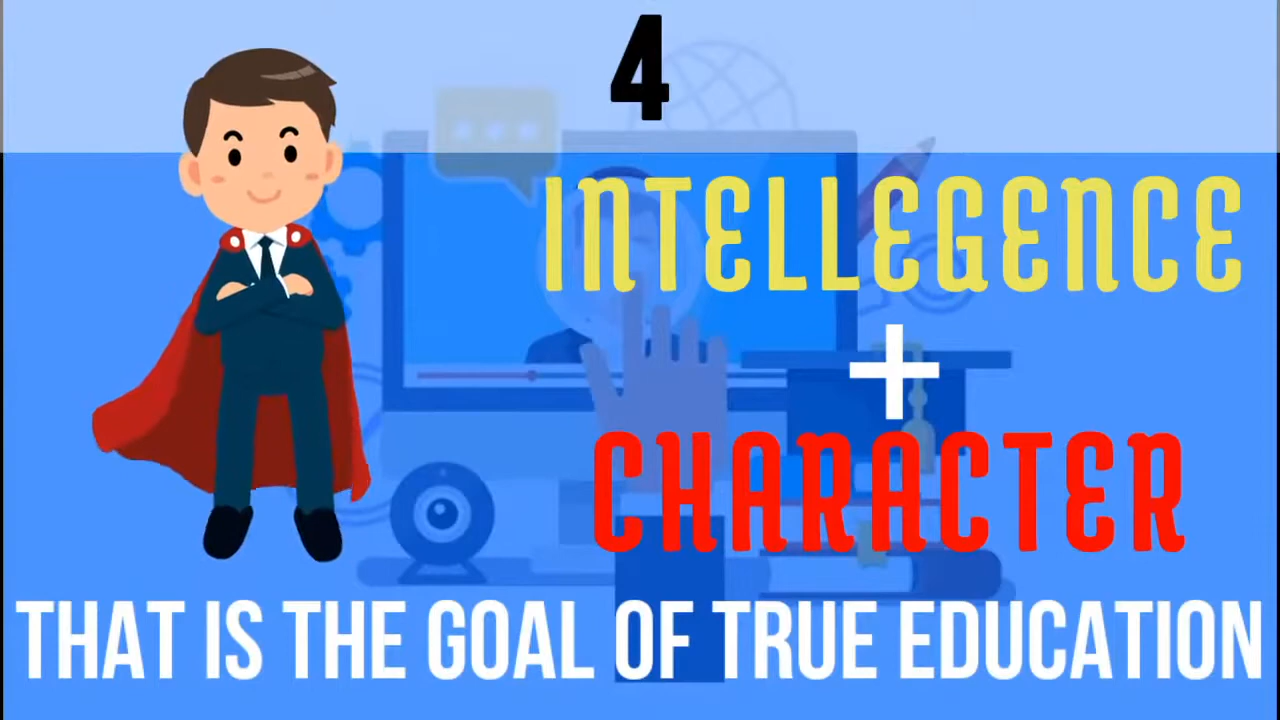 4
INTELLEGENCE
+
CHARACTER
THAT IS THE GOAL OF TRUE EDUCATION